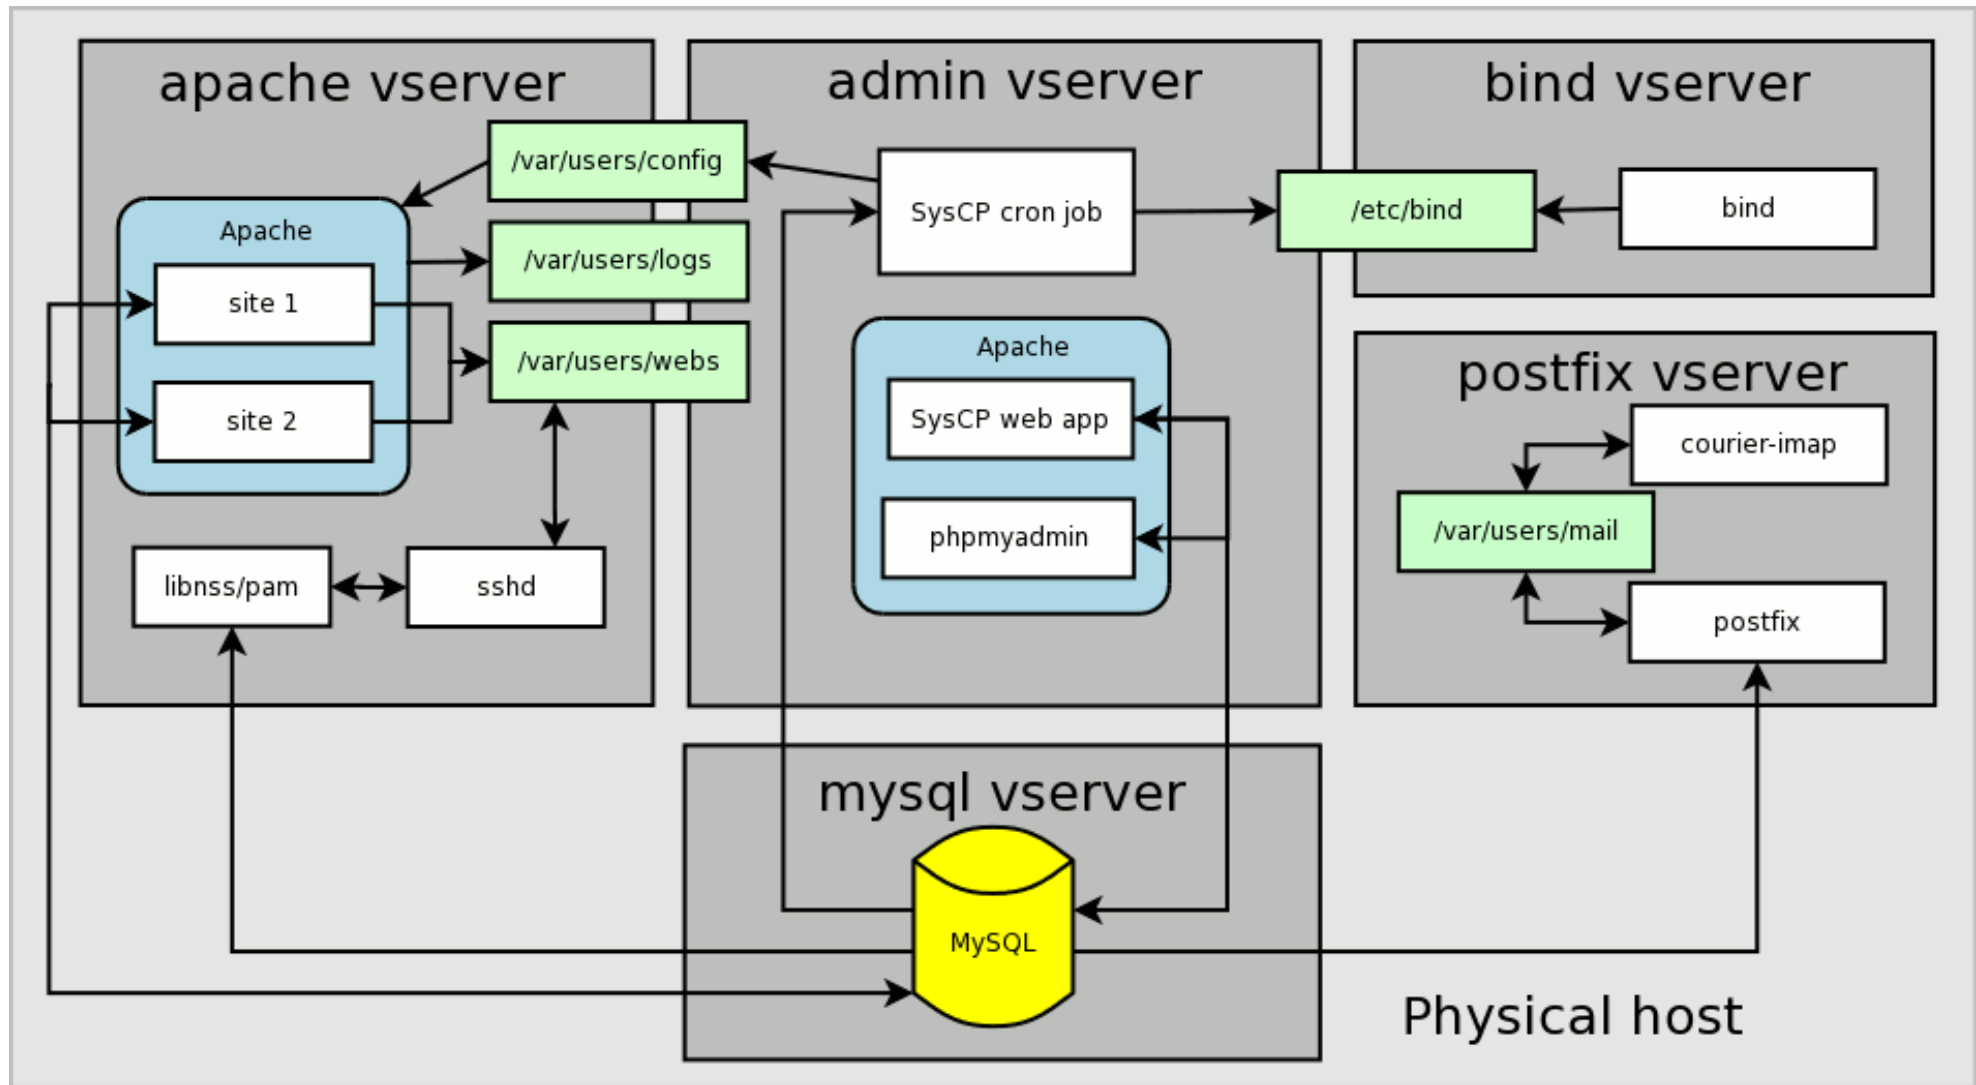 apache vserver
admin vserver
bind vserver
/var/users/config
SysCP cron job
/etc/bind
bind
Apache
/var/users/logs
site 1
/var/users/webs
site 2
Apache
SysCP web app
phpmyadmin
postfix vserver
courier-imap
/var/users/mail
postfix
libnss/pam
sshd
mysql vserver
MySQL
Physical host